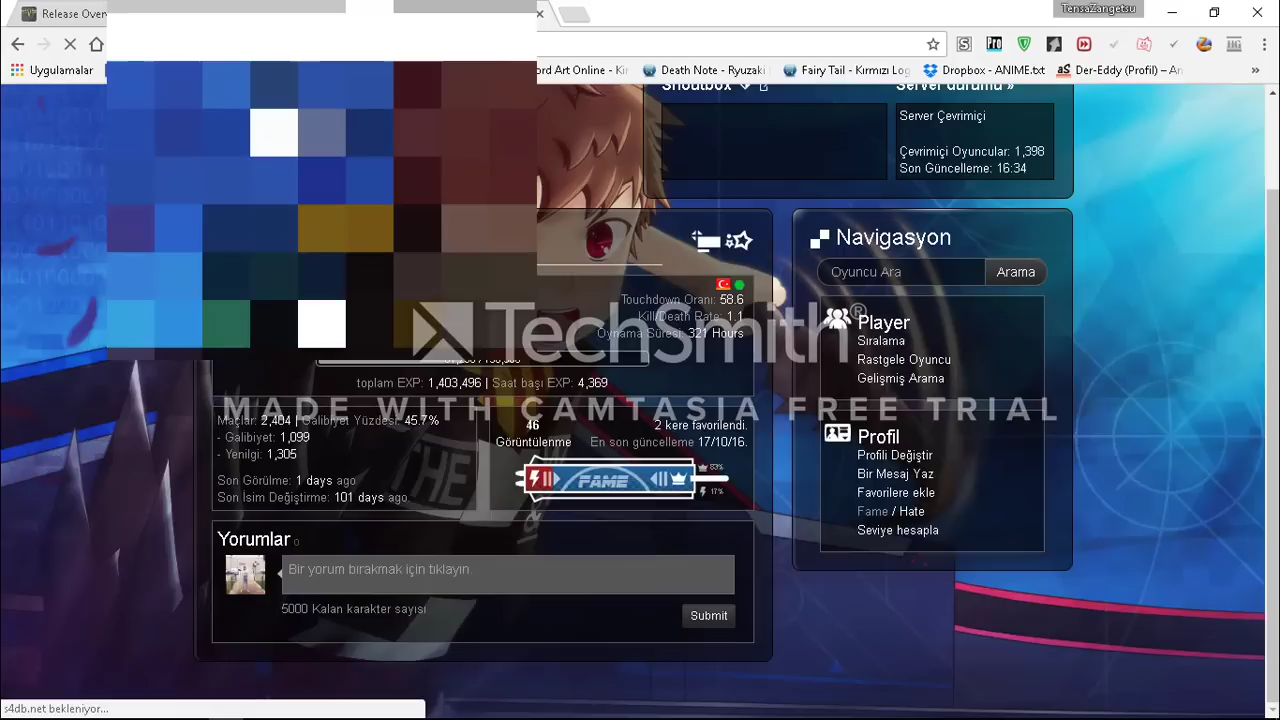 Release Over
TensaZangetsu
Uygulamalar
ord Art Online - Kır
Death Note - Ryuzaki
Fairy Tail - Kırmızı Log
Dropbox - ANIME.txt
Der-Eddy (Profil) – An
Shoutbox
Server durumu »
Server Çevrimiçi
Çevrimiçi Oyuncular: 1,398
Son Güncelleme: 16:34
Navigasyon
Oyuncu Ara
Arama
Touchdown Oranı: 58.6
Kill/Death Rate: 1.1
Oynama Süresi: 321 Hours
TechSmith®
MADE WITH CAMTASIA FREE TRIAL
Player
Sıralama
Rastgele Oyuncu
Gelişmiş Arama
toplam EXP: 1,403,496 | Saat başı EXP: 4,369
Maçlar: 2,404 | Galibiyet Yüzdesi: 45.7%
- Galibiyet: 1,099
- Yenilgi: 1,305
46
Görüntülenme
2 kere favorilendi.
En son güncelleme 17/10/16.
Son Görülme: 1 days ago
Son İsim Değiştirme: 101 days ago
FAME
83%
17%
THE
Profil
Profili Değiştir
Bir Mesaj Yaz
Favorilere ekle
Fame / Hate
Seviye hesapla
Yorumlar 0
Bir yorum bırakmak için tıklayın.
5000 Kalan karakter sayısı
Submit
s4db.net bekleniyor...